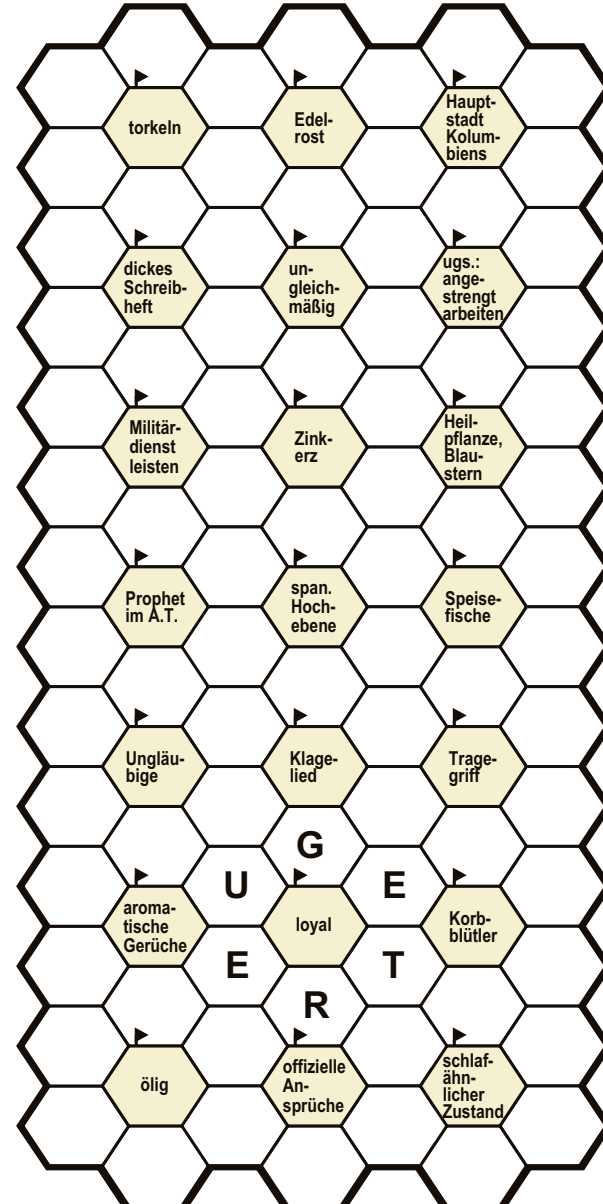 torkeln
Edel-
rost
Haupt-
stadt
Kolum-
biens
dickes
Schreib-
heft
un-
gleich-
mäßig
ugs.:
ange-
strengt
arbeiten
Militär-
dienst
leisten
Zink-
erz
Heil-
pflanze,
Blau-
stern
Prophet
im A.T.
span.
Hoch-
ebene
Speise-
fische
Ungläu-
bige
Klage-
lied
Trage-
griff
G
U
E
aroma-
tische
Gerüche
loyal
Korb-
blütler
E
T
R
ölig
offizielle
An-
sprüche
schlaf-
ähn-
licher
Zustand